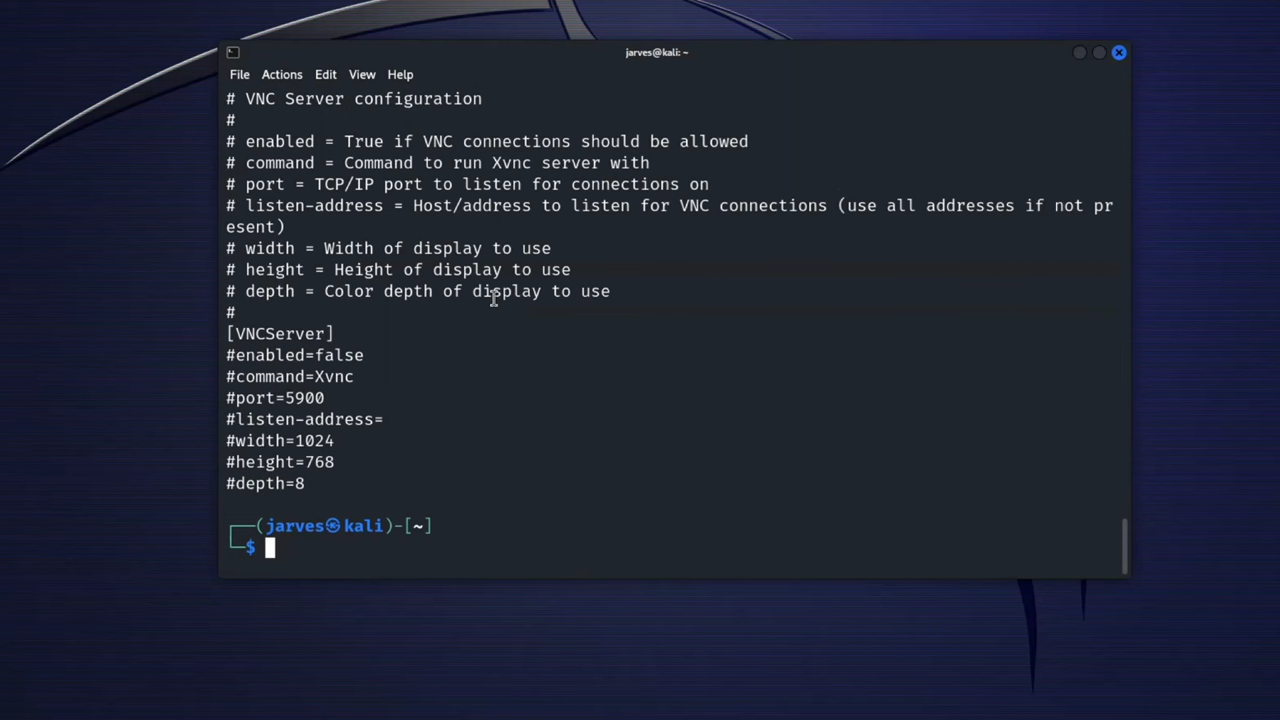 jarves@kali: ~
File Actions Edit View Help
# VNC Server configuration
#
# enabled = True if VNC connections should be allowed
# command = Command to run Xvnc server with
# port = TCP/IP port to listen for connections on
# listen-address = Host/address to listen for VNC connections (use all addresses if not pr
esent)
# width = Width of display to use
# height = Height of display to use
# depth = Color depth of display to use
#
[VNCServer]
#enabled=false
#command=Xvnc
#port=5900
#listen-address=
#width=1024
#height=768
#depth=8
┌──(jarves㉿kali)-[~]
└─$